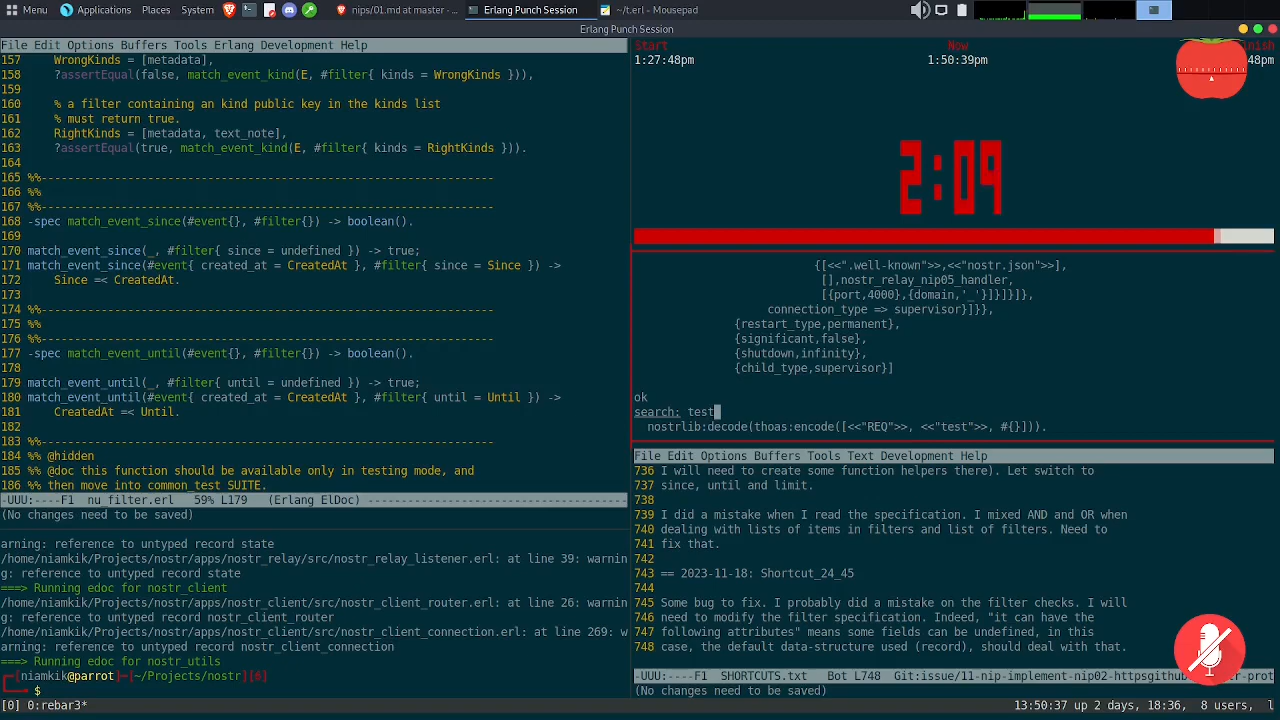 Menu Applications Places System nips/01.md at master -... Erlang Punch Session ~/t.erl - Mousepad
Erlang Punch Session
File Edit Options Buffers Tools Erlang Development Help
157 WrongKinds = [metadata],
158 ?assertEqual(false, match_event_kind(E, #filter{ kinds = WrongKinds })),
159
160 % a filter containing an kind public key in the kinds list
161 % must return true.
162 RightKinds = [metadata, text_note],
163 ?assertEqual(true, match_event_kind(E, #filter{ kinds = RightKinds })).
164
165 %%--------------------------------------------------------------------
166 %%
167 %%--------------------------------------------------------------------
168 -spec match_event_since(#event{}, #filter{}) -> boolean().
169
170 match_event_since(_, #filter{ since = undefined }) -> true;
171 match_event_since(#event{ created_at = CreatedAt }, #filter{ since = Since }) ->
172 Since =< CreatedAt.
173
174 %%--------------------------------------------------------------------
175 %%
176 %%--------------------------------------------------------------------
177 -spec match_event_until(#event{}, #filter{}) -> boolean().
178
179 match_event_until(_, #filter{ until = undefined }) -> true;
180 match_event_until(#event{ created_at = CreatedAt }, #filter{ until = Until }) ->
181 CreatedAt =< Until.
182
183 %%--------------------------------------------------------------------
184 %% @hidden
185 %% @doc this function should be available only in testing mode, and
186 %% then move into common_test SUITE.
-UUU:----F1 nu_filter.erl 59% L179 (Erlang ElDoc) ------------------------------------
(No changes need to be saved)
arning: reference to untyped record state
/home/niamkik/Projects/nostr/apps/nostr_relay/src/nostr_relay_listener.erl: at line 39: warnin
g: reference to untyped record state
===> Running edoc for nostr_client
/home/niamkik/Projects/nostr/apps/nostr_client/src/nostr_client_router.erl: at line 26: warnin
g: reference to untyped record nostr_client_router
/home/niamkik/Projects/nostr/apps/nostr_client/src/nostr_client_connection.erl: at line 269: w
arning: reference to untyped record nostr_client_connection
===> Running edoc for nostr_utils
[niamkik@parrot]─[~/Projects/nostr][6]
$
Start Now inish
1:27:48pm 1:50:39pm 48pm
2:09
{[<<".well-known">>,<<"nostr.json">>],
[],nostr_relay_nip05_handler,
[{port,4000},{domain,'_'}]}]}]},
connection_type => supervisor}]}},
{restart_type,permanent},
{significant,false},
{shutdown,infinity},
{child_type,supervisor}]
ok
search: test
nostrlib:decode(thoas:encode([<<"REQ">>, <<"test">>, #{}])).
File Edit Options Buffers Tools Text Development Help
736 I will need to create some function helpers there). Let switch to
737 since, until and limit.
738
739 I did a mistake when I read the specification. I mixed AND and OR when
740 dealing with lists of items in filters and list of filters. Need to
741 fix that.
742
743 == 2023-11-18: Shortcut_24_45
744
745 Some bug to fix. I probably did a mistake on the filter checks. I will
746 need to modify the filter specification. Indeed, "it can have the
747 following attributes" means some fields can be undefined, in this
748 case, the default data-structure used (record), should deal with that.
-UUU:----F1 SHORTCUTS.txt Bot L748 Git:issue/11-nip-implement-nip02-httpsgithub
(No changes need to be saved)
[0] 0:rebar3* 13:50:37 up 2 days, 18:36, 8 users, l